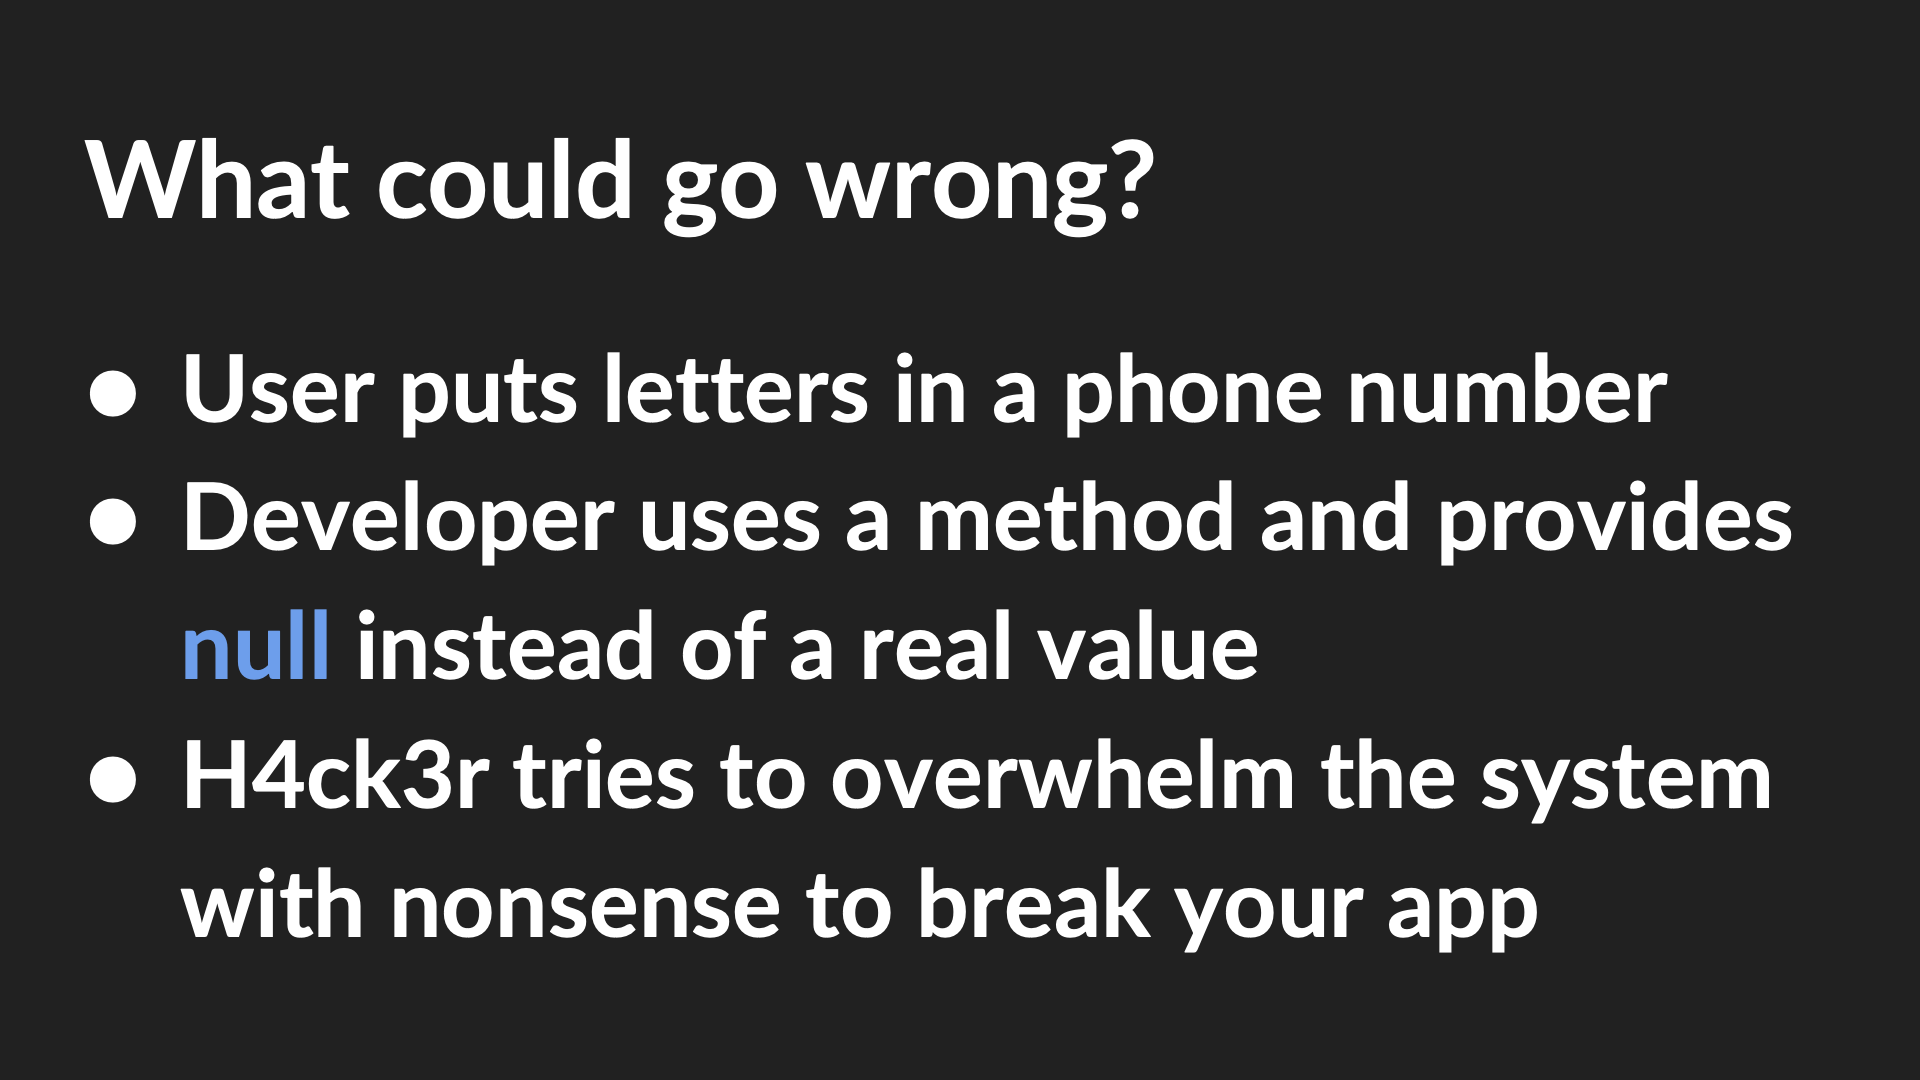 What could go wrong?
● User puts letters in a phone number
● Developer uses a method and provides
null instead of a real value
● H4ck3r tries to overwhelm the system
with nonsense to break your app